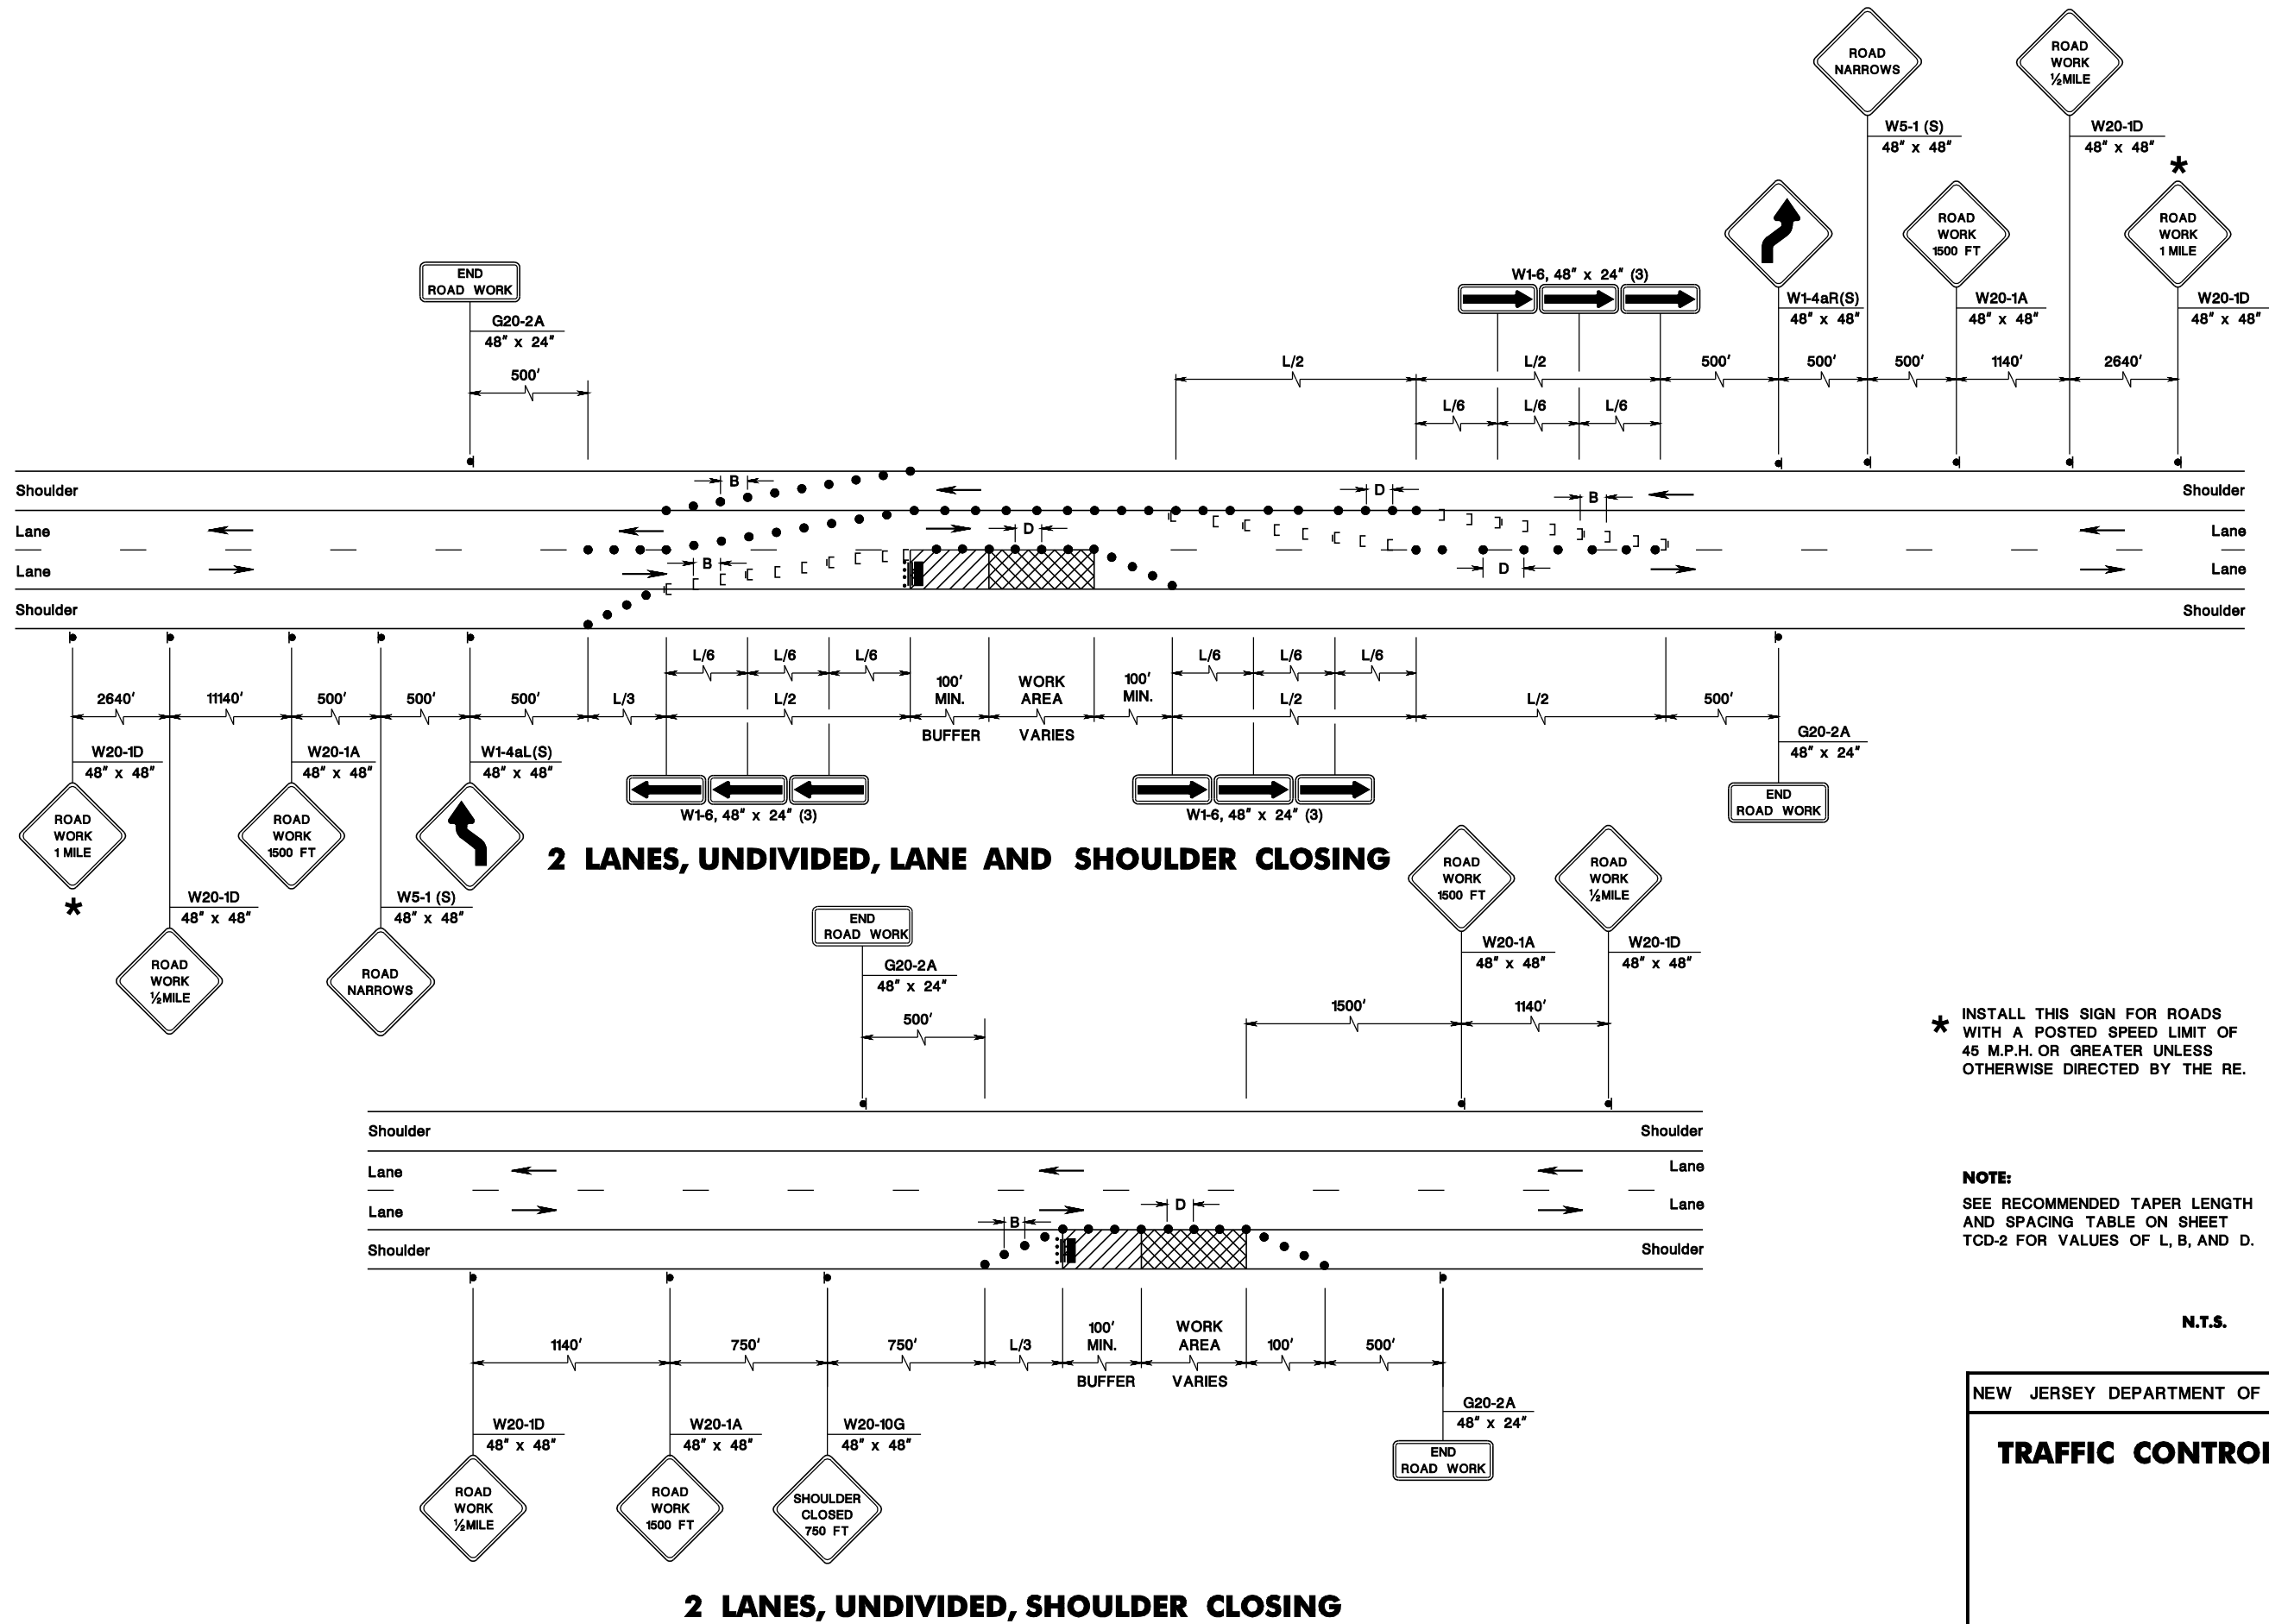 ROAD
NARROWS
W5-1 (S)
48" x 48"
ROAD
WORK
½MILE
W20-1D
48" x 48"
*
W1-4aR(S)
48" x 48"
ROAD
WORK
1500 FT
W20-1A
48" x 48"
ROAD
WORK
1 MILE
W20-1D
48" x 48"
END
ROAD WORK
G20-2A
48" x 24"
500'
W1-6, 48" x 24" (3)
L/2
L/2
500'
500'
500'
1140'
2640'
L/6
L/6
L/6
Shoulder
B
D
B
Shoulder
Lane
D
Lane
Lane
B
D
Lane
Shoulder
Shoulder
L/6
L/6
L/6
100'
MIN.
BUFFER
WORK
AREA
VARIES
100'
MIN.
L/6
L/6
L/6
2640'
11140'
500'
500'
500'
L/3
L/2
L/2
L/2
500'
W20-1D
48" x 48"
W20-1A
48" x 48"
W1-4aL(S)
48" x 48"
G20-2A
48" x 24"
END
ROAD WORK
W1-6, 48" x 24" (3)
W1-6, 48" x 24" (3)
ROAD
WORK
1 MILE
*
ROAD
WORK
1500 FT
W20-1D
48" x 48"
ROAD
WORK
½MILE
W5-1 (S)
48" x 48"
ROAD
NARROWS
2 LANES, UNDIVIDED, LANE AND SHOULDER CLOSING
END
ROAD WORK
G20-2A
48" x 24"
500'
ROAD
WORK
1500 FT
W20-1A
48" x 48"
ROAD
WORK
½MILE
W20-1D
48" x 48"
1500'
1140'
Shoulder
Shoulder
Lane
Lane
Lane
D
Lane
Shoulder
B
Shoulder
1140'
750'
750'
L/3
100'
MIN.
BUFFER
WORK
AREA
VARIES
100'
500'
W20-1D
48" x 48"
ROAD
WORK
½MILE
W20-1A
48" x 48"
ROAD
WORK
1500 FT
W20-10G
48" x 48"
SHOULDER
CLOSED
750 FT
G20-2A
48" x 24"
END
ROAD WORK
2 LANES, UNDIVIDED, SHOULDER CLOSING
* INSTALL THIS SIGN FOR ROADS
WITH A POSTED SPEED LIMIT OF
45 M.P.H. OR GREATER UNLESS
OTHERWISE DIRECTED BY THE RE.
NOTE:
SEE RECOMMENDED TAPER LENGTH
AND SPACING TABLE ON SHEET
TCD-2 FOR VALUES OF L, B, AND D.
N.T.S.
NEW JERSEY DEPARTMENT OF
TRAFFIC CONTROL